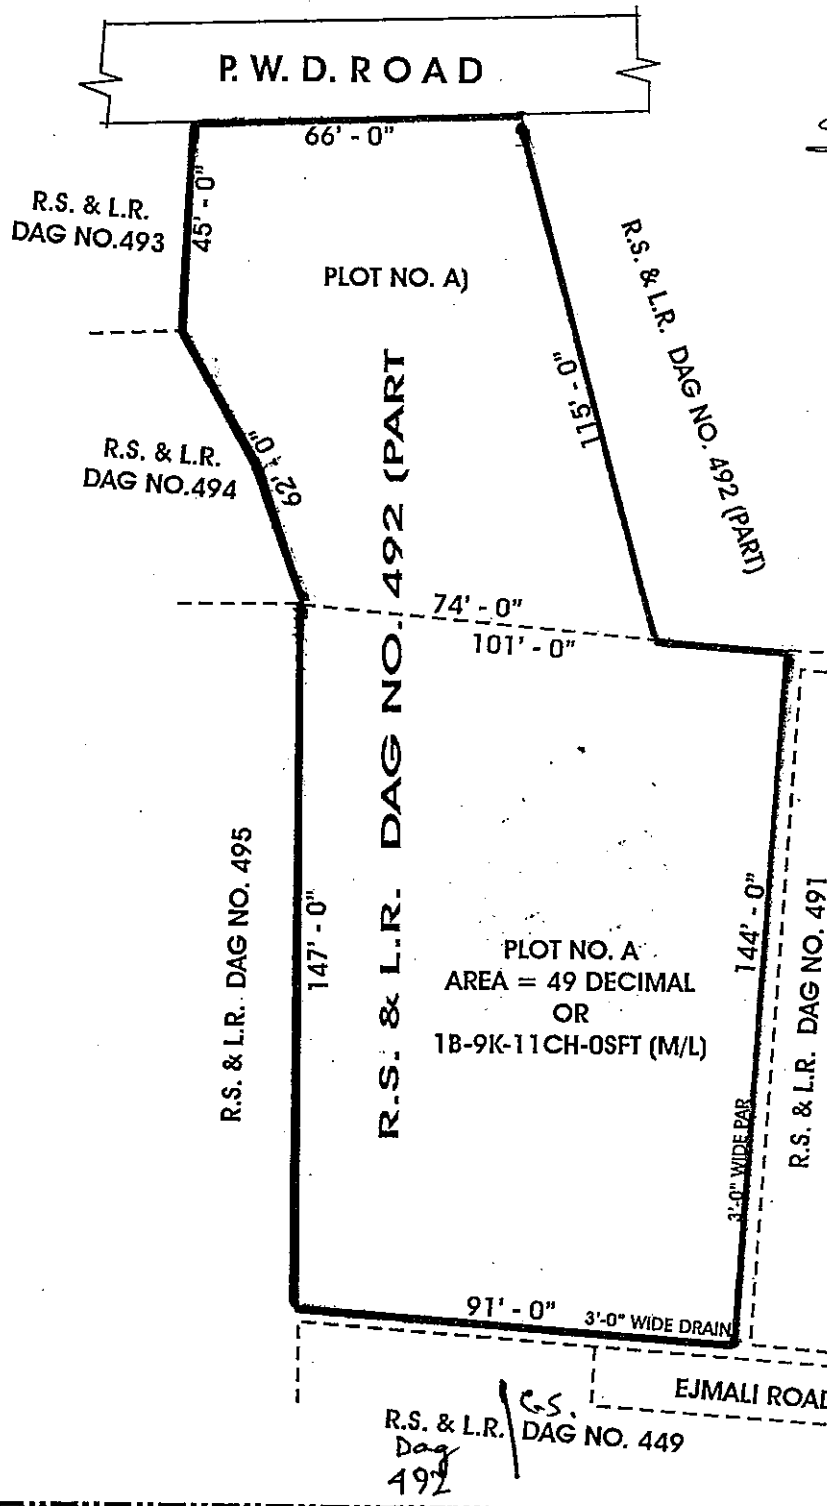 P. W. D. ROAD
66' - 0"
45' - 0"
R.S. & L.R.
DAG NO.493
PLOT NO. A)
R.S. & L.R. DAG NO. 492 (PART)
115' - 0"
R.S. & L.R.
DAG NO.494
62' - 0"
R.S. & L.R. DAG NO. 492 (PART
74' - 0"
101' - 0"
R.S. & L.R. DAG NO. 495
147' - 0"
PLOT NO. A
AREA = 49 DECIMAL
OR
1B-9K-11CH-0SFT (M/L)
144' - 0"
R.S. & L.R. DAG NO. 491
3'-0" WIDE PAR
91' - 0"
3'-0" WIDE DRAIN
EJMALI ROAD
C.S.
R.S. & L.R. DAG NO. 449
Dag
492